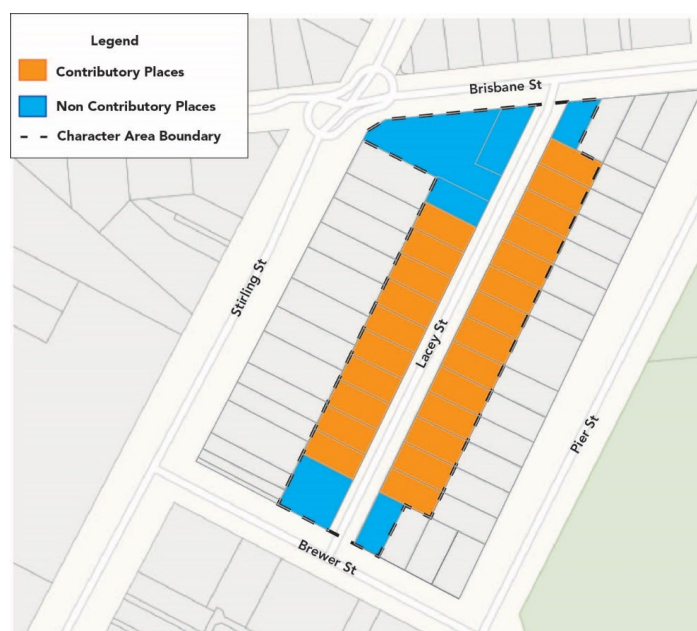 Legend
Contributory Places
Non Contributory Places
Character Area Boundary
Brisbane St
Stirling St
Lacey St
Pier St
Brewer St